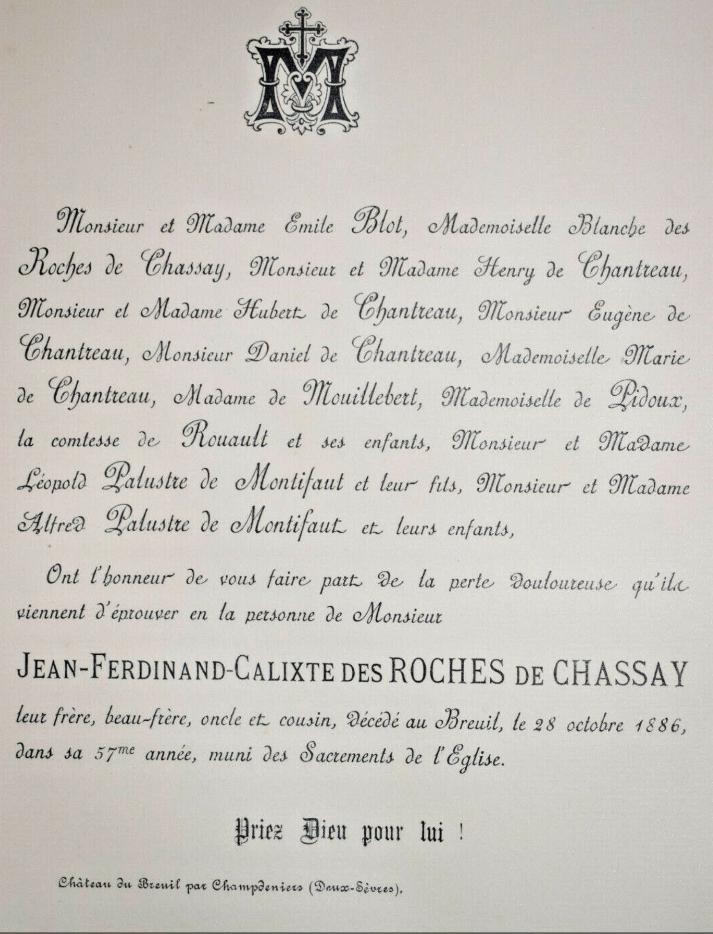 M
Monsieur et Madame Emile Blot, Mademoiselle Blanche des
Roches de Chassay, Monsieur et Madame Henry de Chantreau,
Monsieur et Madame Hubert de Chantreau, Monsieur Eugène de
Chantreau, Monsieur Daniel de Chantreau, Mademoiselle Marie
de Chantreau, Madame de Mouillebert, Mademoiselle de Pidoux,
la comtesse de Rouault et ses enfants, Monsieur et Madame
Léopold Palustre de Montifaut et leur fils, Monsieur et Madame
Alfred Palustre de Montifaut et leurs enfants,
Ont l'honneur de vous faire part de la perte douloureuse qu'ils
viennent d'éprouver en la personne de Monsieur
JEAN-FERDINAND-CALIXTE DES ROCHES DE CHASSAY
leur frère, beau-frère, oncle et cousin, décédé au Breuil, le 28 octobre 1886,
dans sa 57me année, muni des Sacrements de l'Eglise.
Priez Dieu pour lui !
Château du Breuil par Champdeniers (Deux-Sèvres).